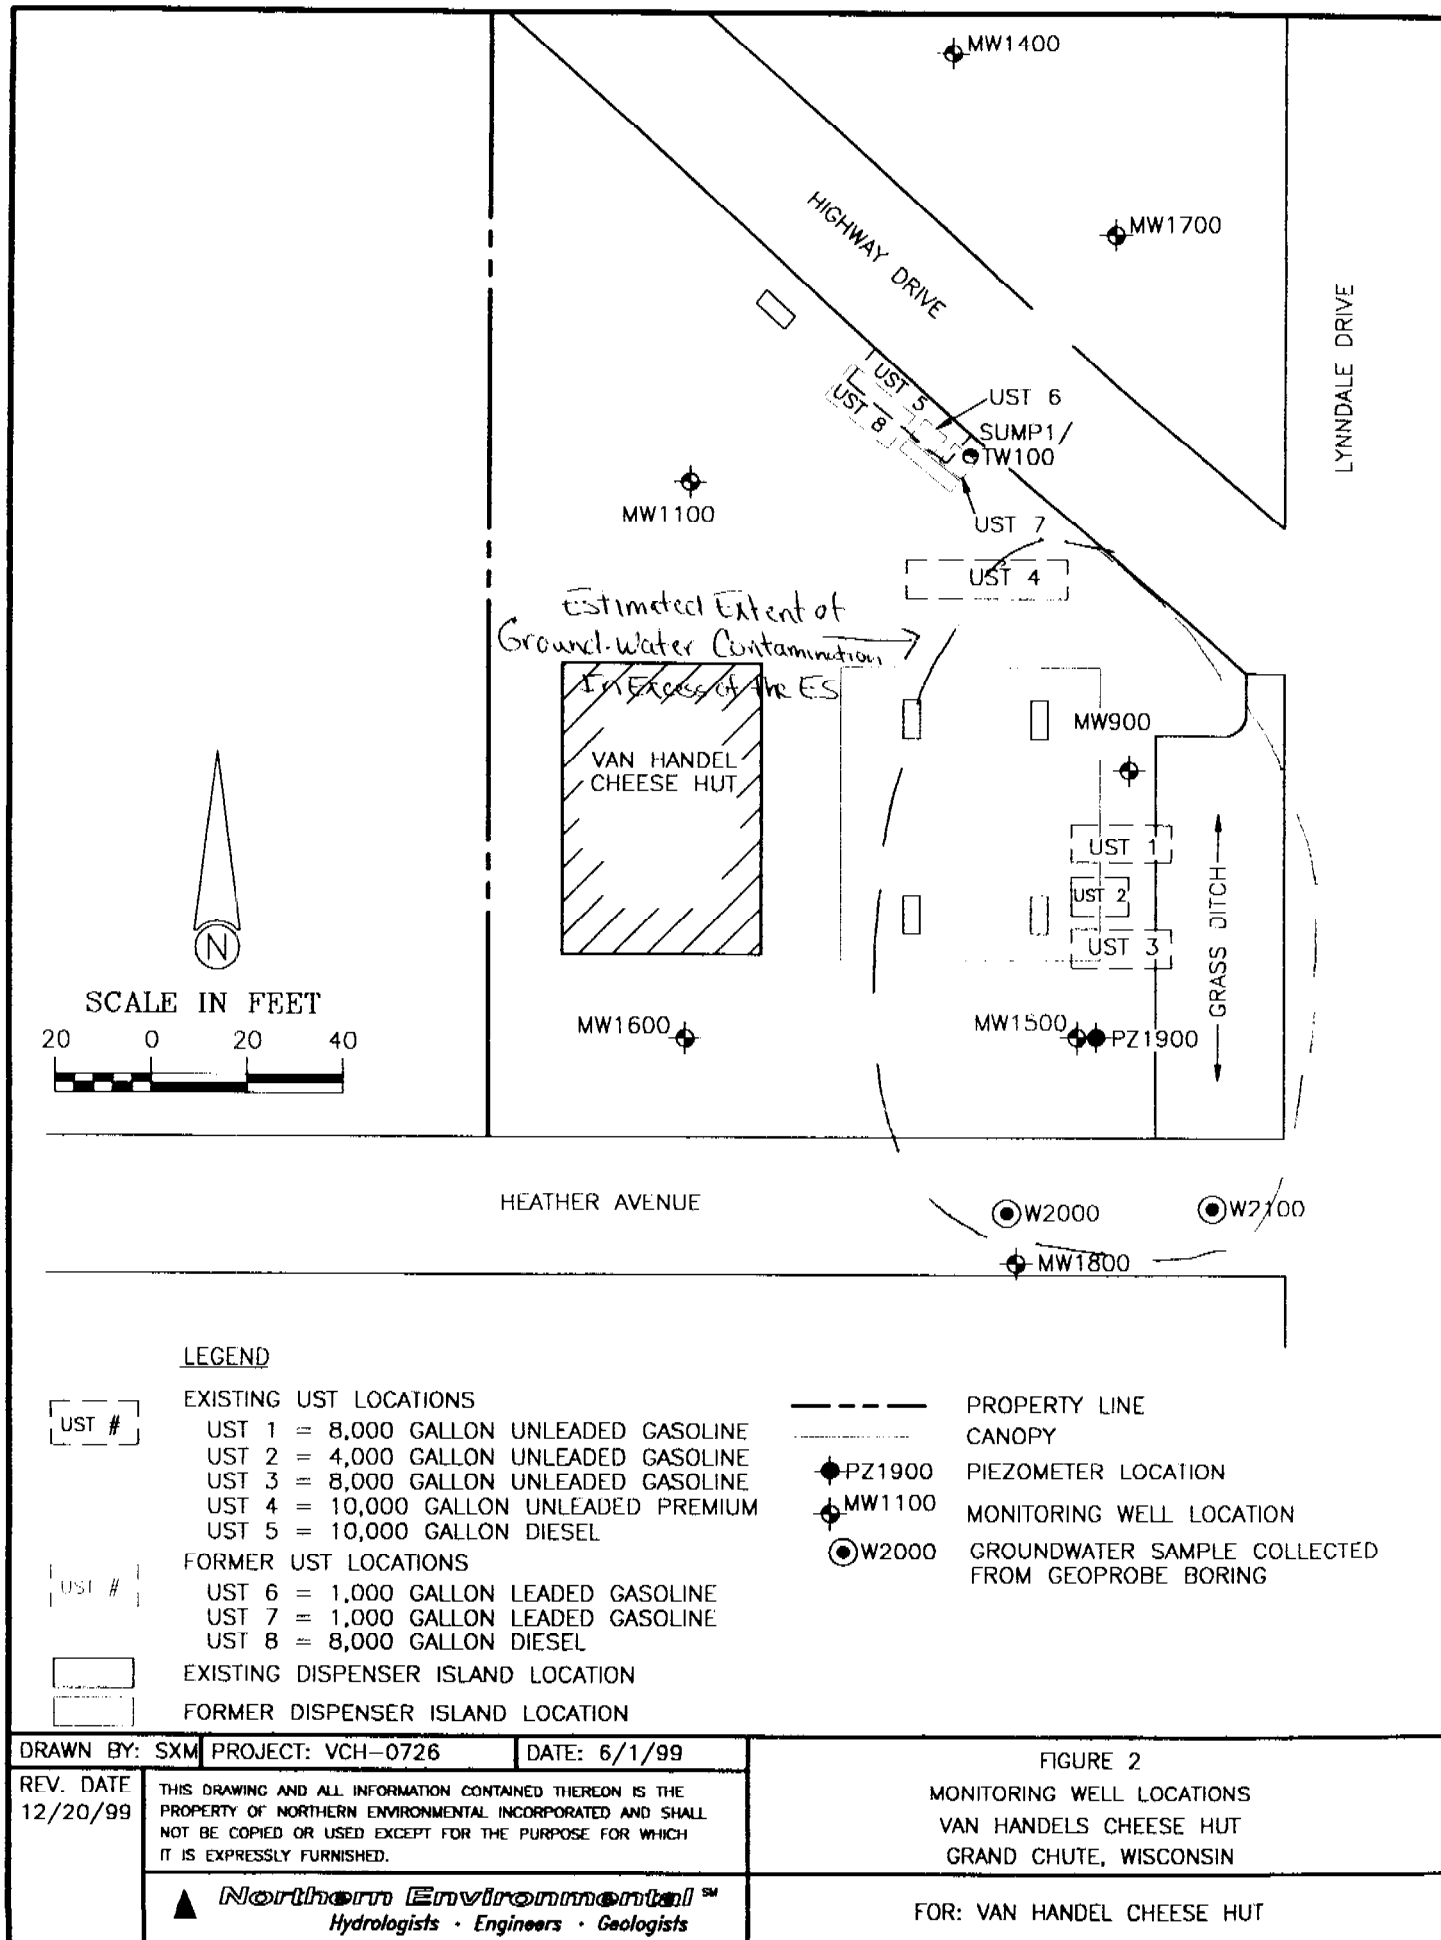 MW1400
MW1700
HIGHWAY DRIVE
LYNNDALE DRIVE
UST 5
UST 8
UST 6
SUMP1/
TW100
UST 7
MW1100
UST 4
Estimated Extent of
Ground-Water Contamination
In Excess of the ES
VAN HANDEL
CHEESE HUT
MW900
UST 1
UST 2
UST 3
GRASS DITCH
N
SCALE IN FEET
20 0 20 40
MW1600
MW1500
PZ1900
HEATHER AVENUE
W2000
W2100
MW1800
LEGEND
UST #
EXISTING UST LOCATIONS
UST 1 = 8,000 GALLON UNLEADED GASOLINE
UST 2 = 4,000 GALLON UNLEADED GASOLINE
UST 3 = 8,000 GALLON UNLEADED GASOLINE
UST 4 = 10,000 GALLON UNLEADED PREMIUM
UST 5 = 10,000 GALLON DIESEL
UST #
FORMER UST LOCATIONS
UST 6 = 1,000 GALLON LEADED GASOLINE
UST 7 = 1,000 GALLON LEADED GASOLINE
UST 8 = 8,000 GALLON DIESEL
EXISTING DISPENSER ISLAND LOCATION
FORMER DISPENSER ISLAND LOCATION
PROPERTY LINE
CANOPY
PZ1900 PIEZOMETER LOCATION
MW1100 MONITORING WELL LOCATION
W2000 GROUNDWATER SAMPLE COLLECTED
FROM GEOPROBE BORING
DRAWN BY: SXM PROJECT: VCH-0726 DATE: 6/1/99
REV. DATE
12/20/99
THIS DRAWING AND ALL INFORMATION CONTAINED THEREON IS THE
PROPERTY OF NORTHERN ENVIRONMENTAL INCORPORATED AND SHALL
NOT BE COPIED OR USED EXCEPT FOR THE PURPOSE FOR WHICH
IT IS EXPRESSLY FURNISHED.
Northern Environmental SM
Hydrologists · Engineers · Geologists
FIGURE 2
MONITORING WELL LOCATIONS
VAN HANDELS CHEESE HUT
GRAND CHUTE, WISCONSIN
FOR: VAN HANDEL CHEESE HUT